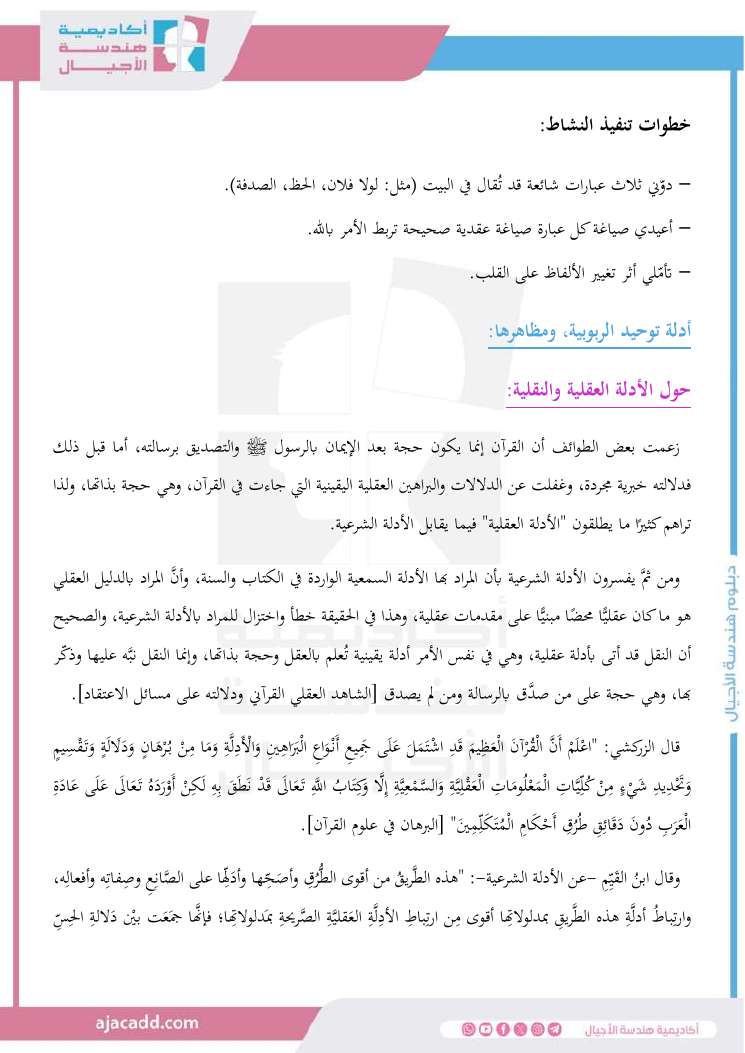 أكاديمية
هندسة
الأجيال
خطوات تنفيذ النشاط:
– دوّني ثلاث عبارات شائعة قد تُقال في البيت (مثل: لولا فلان، الحظ، الصدفة).
– أعيدي صياغة كل عبارة صياغة عقدية صحيحة تربط الأمر بالله.
– تأمّلي أثر تغيير الألفاظ على القلب.
أدلة توحيد الربوبية، ومظاهرها:
حول الأدلة العقلية والنقلية:
زعمت بعض الطوائف أن القرآن إنما يكون حجة بعد الإيمان بالرسول ﷺ والتصديق برسالته، أما قبل ذلك
فدلالته خبرية مجردة، وغفلت عن الدلالات والبراهين العقلية اليقينية التي جاءت في القرآن، وهي حجة بذاتها، ولذا
تراهم كثيرًا ما يطلقون "الأدلة العقلية" فيما يقابل الأدلة الشرعية.
ومن ثمَّ يفسرون الأدلة الشرعية بأن المراد بها الأدلة السمعية الواردة في الكتاب والسنة، وأنَّ المراد بالدليل العقلي
هو ما كان عقليًّا محضًا مبنيًّا على مقدمات عقلية، وهذا في الحقيقة خطأ واختزال للمراد بالأدلة الشرعية، والصحيح
أن النقل قد أتى بأدلة عقلية، وهي في نفس الأمر أدلة يقينية تُعلم بالعقل وحجة بذاتها، وإنما النقل نبَّه عليها وذكّر
بها، وهي حجة على من صدَّق بالرسالة ومن لم يصدق [الشاهد العقلي القرآني ودلالته على مسائل الاعتقاد].
قال الزركشي: "اعْلَمْ أَنَّ الْقُرْآنَ الْعَظِيمَ قَدِ اشْتَمَلَ عَلَى جَمِيعِ أَنْوَاعِ الْبَرَاهِينِ وَالْأَدِلَّةِ وَمَا مِنْ بُرْهَانٍ وَدَلَالَةٍ وَتَقْسِيمٍ
وَتَحْدِيدِ شَيْءٍ مِنْ كُلِّيَّاتِ الْمَعْلُومَاتِ الْعَقْلِيَّةِ وَالسَّمْعِيَّةِ إِلَّا وَكِتَابُ اللَّهِ تَعَالَى قَدْ نَطَقَ بِهِ لَكِنْ أَوْرَدَهُ تَعَالَى عَلَى عَادَةِ
الْعَرَبِ دُونَ دَقَائِقِ طُرُقِ أَحْكَامِ الْمُتَكَلِّمِينَ" [البرهان في علوم القرآن].
وقال ابنُ القَيِّمِ –عن الأدلة الشرعية–: "هذه الطَّريقُ من أقوى الطُّرُقِ وأصَحّها وأدَلِّها على الصَّانِعِ وصِفاتِه وأفعالِه،
وارتِباطُ أدلَّةِ هذه الطَّريقِ بمدلولاتِها أقوى مِن ارتِباطِ الأدِلَّةِ العَقليَّةِ الصَّريحةِ بمَدلولاتِها؛ فإنَّها جمَعَت بيْن دَلالةِ الحِسِّ
دبلوم هندسة الأجيال
ajacadd.com
أكاديمية هندسة الأجيال